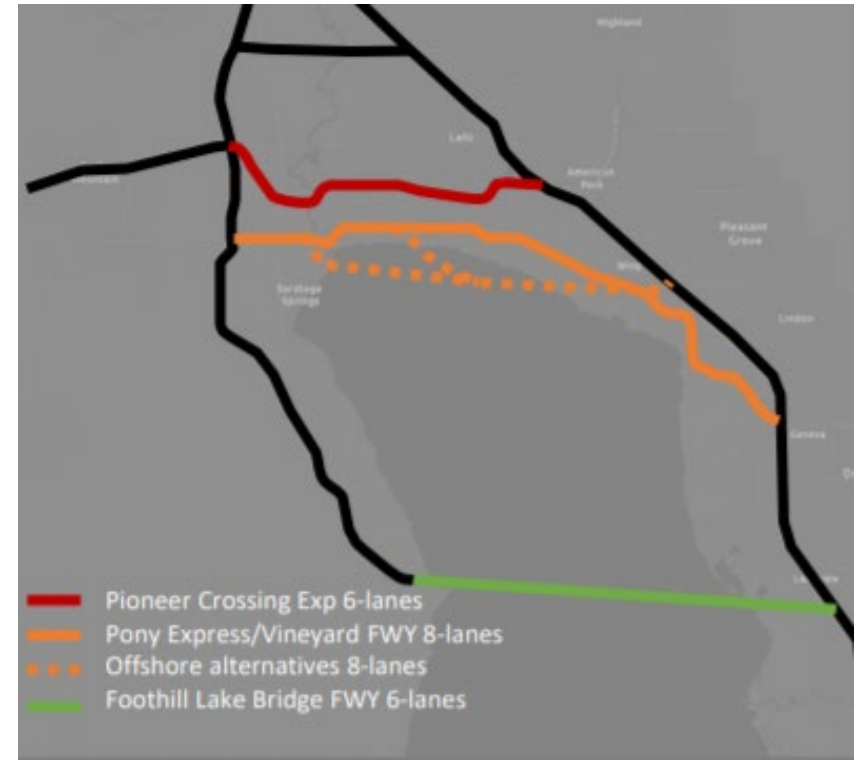 Highland
Lehi
American
Fork
Pleasant
Grove
Mountain
Saratoga
Springs
Lindon
Geneva
Pioneer Crossing Exp 6-lanes
Pony Express/Vineyard FWY 8-lanes
Offshore alternatives 8-lanes
Foothill Lake Bridge FWY 6-lanes